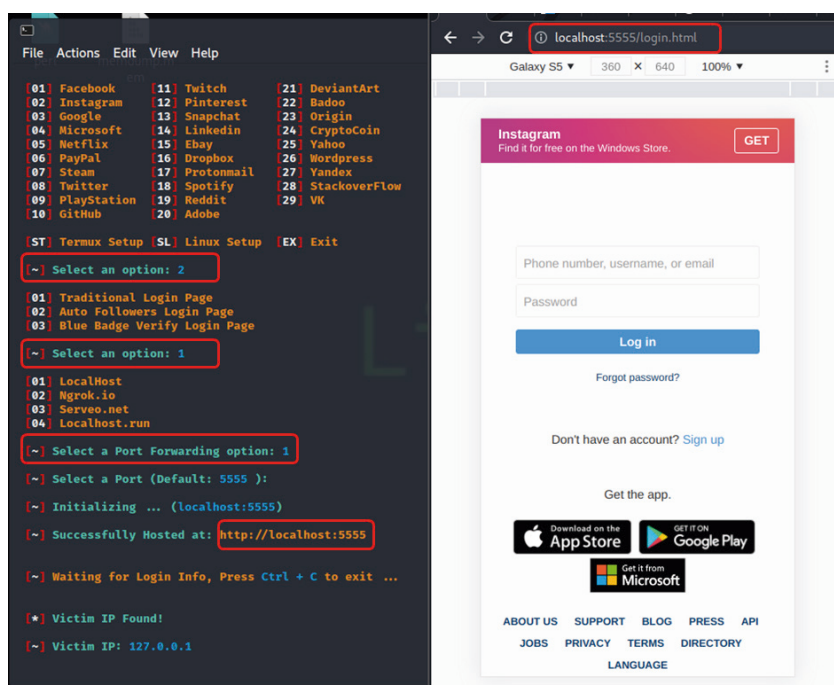 File Actions Edit View Help
[01] Facebook [11] Twitch [21] DeviantArt
[02] Instagram [12] Pinterest [22] Badoo
[03] Google [13] Snapchat [23] Origin
[04] Microsoft [14] Linkedin [24] CryptoCoin
[05] Netflix [15] Ebay [25] Yahoo
[06] PayPal [16] Dropbox [26] Wordpress
[07] Steam [17] Protonmail [27] Yandex
[08] Twitter [18] Spotify [28] StackoverFlow
[09] PlayStation [19] Reddit [29] VK
[10] GitHub [20] Adobe
[ST] Termux Setup [SL] Linux Setup [EX] Exit
[~] Select an option: 2
[01] Traditional Login Page
[02] Auto Followers Login Page
[03] Blue Badge Verify Login Page
[~] Select an option: 1
[01] LocalHost
[02] Ngrok.io
[03] Serveo.net
[04] Localhost.run
[~] Select a Port Forwarding option: 1
[~] Select a Port (Default: 5555 ):
[~] Initializing ... (localhost:5555)
[~] Successfully Hosted at: http://localhost:5555
[~] Waiting for Login Info, Press Ctrl + C to exit ...
[*] Victim IP Found!
[~] Victim IP: 127.0.0.1
localhost:5555/login.html
Galaxy S5 ▼ 360 X 640 100% ▼
Instagram
Find it for free on the Windows Store.
GET
Phone number, username, or email
Password
Log in
Forgot password?
Don't have an account? Sign up
Get the app.
Download on the
App Store
GET IT ON
Google Play
Get it from
Microsoft
ABOUT US SUPPORT BLOG PRESS API
JOBS PRIVACY TERMS DIRECTORY
LANGUAGE